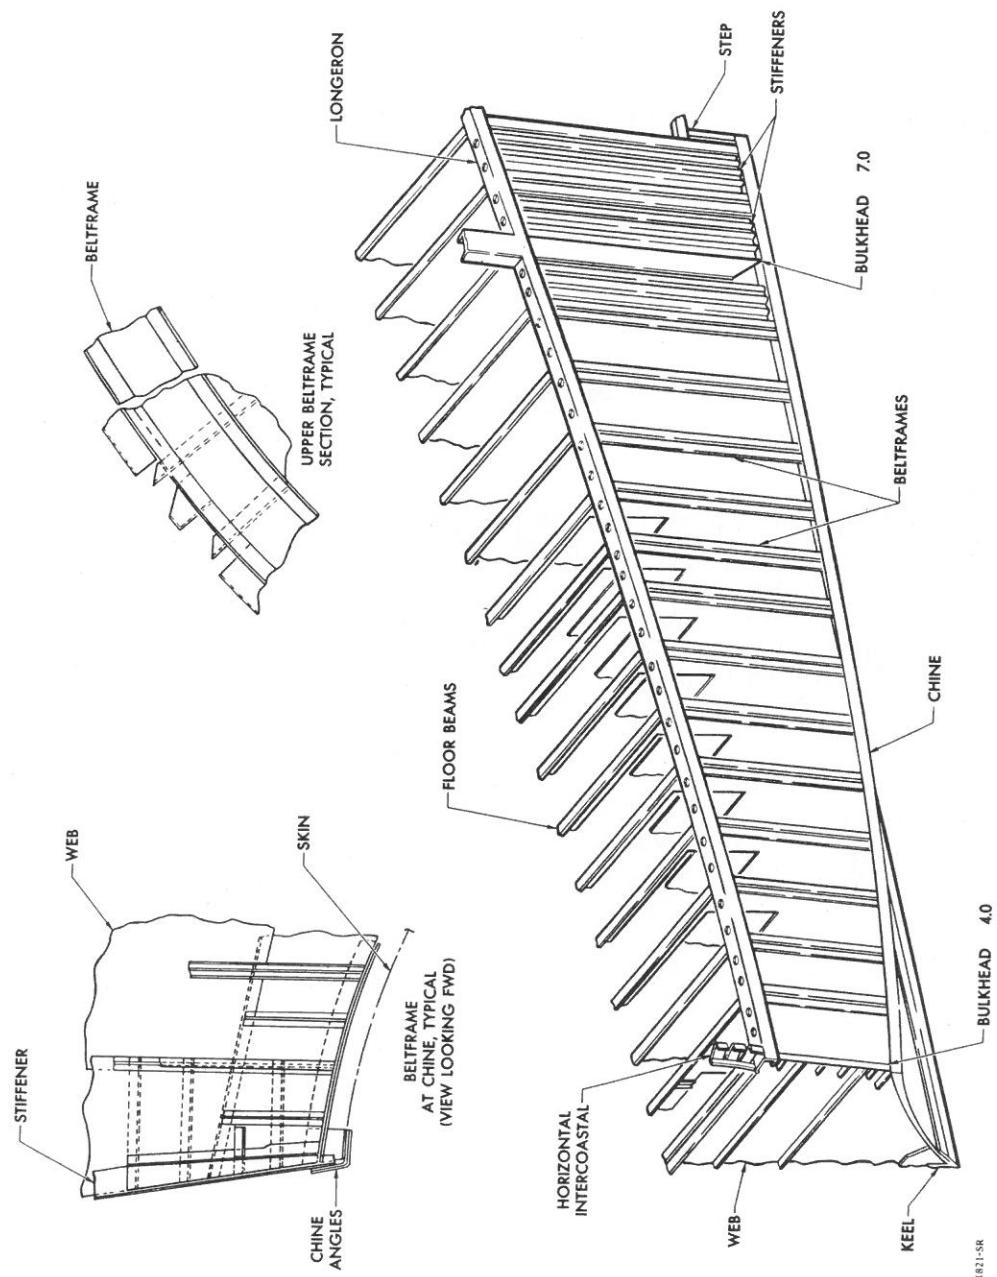 BELTFRAME
LONGERON
STEP
STIFFENERS
BULKHEAD 7.0
UPPER BELTFRAME
SECTION, TYPICAL
BELTFRAMES
FLOOR BEAMS
CHINE
WEB
SKIN
STIFFENER
BELTFRAME
AT CHINE, TYPICAL
(VIEW LOOKING FWD)
CHINE
ANGLES
HORIZONTAL
INTERCOASTAL
BULKHEAD 4.0
WEB
KEEL
1821-SR